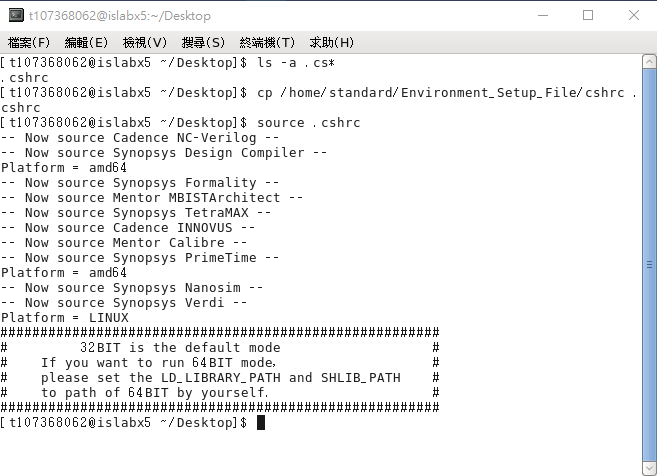 t107368062@islabx5:~/Desktop
檔案(F) 編輯(E) 檢視(V) 搜尋(S) 終端機(T) 求助(H)
[t107368062@islabx5 ~/Desktop]$ ls -a .cs*
.cshrc
[t107368062@islabx5 ~/Desktop]$ cp /home/standard/Environment_Setup_File/cshrc .
cshrc
[t107368062@islabx5 ~/Desktop]$ source .cshrc
-- Now source Cadence NC-Verilog --
-- Now source Synopsys Design Compiler --
Platform = amd64
-- Now source Synopsys Formality --
-- Now source Mentor MBISTArchitect --
-- Now source Synopsys TetraMAX --
-- Now source Cadence INNOVUS --
-- Now source Mentor Calibre --
-- Now source Synopsys PrimeTime --
Platform = amd64
-- Now source Synopsys Nanosim --
-- Now source Synopsys Verdi --
Platform = LINUX
#######################################################
#         32BIT is the default mode                   #
#    If you want to run 64BIT mode,                   #
#    please set the LD_LIBRARY_PATH and SHLIB_PATH    #
#    to path of 64BIT by yourself.                    #
#######################################################
[t107368062@islabx5 ~/Desktop]$